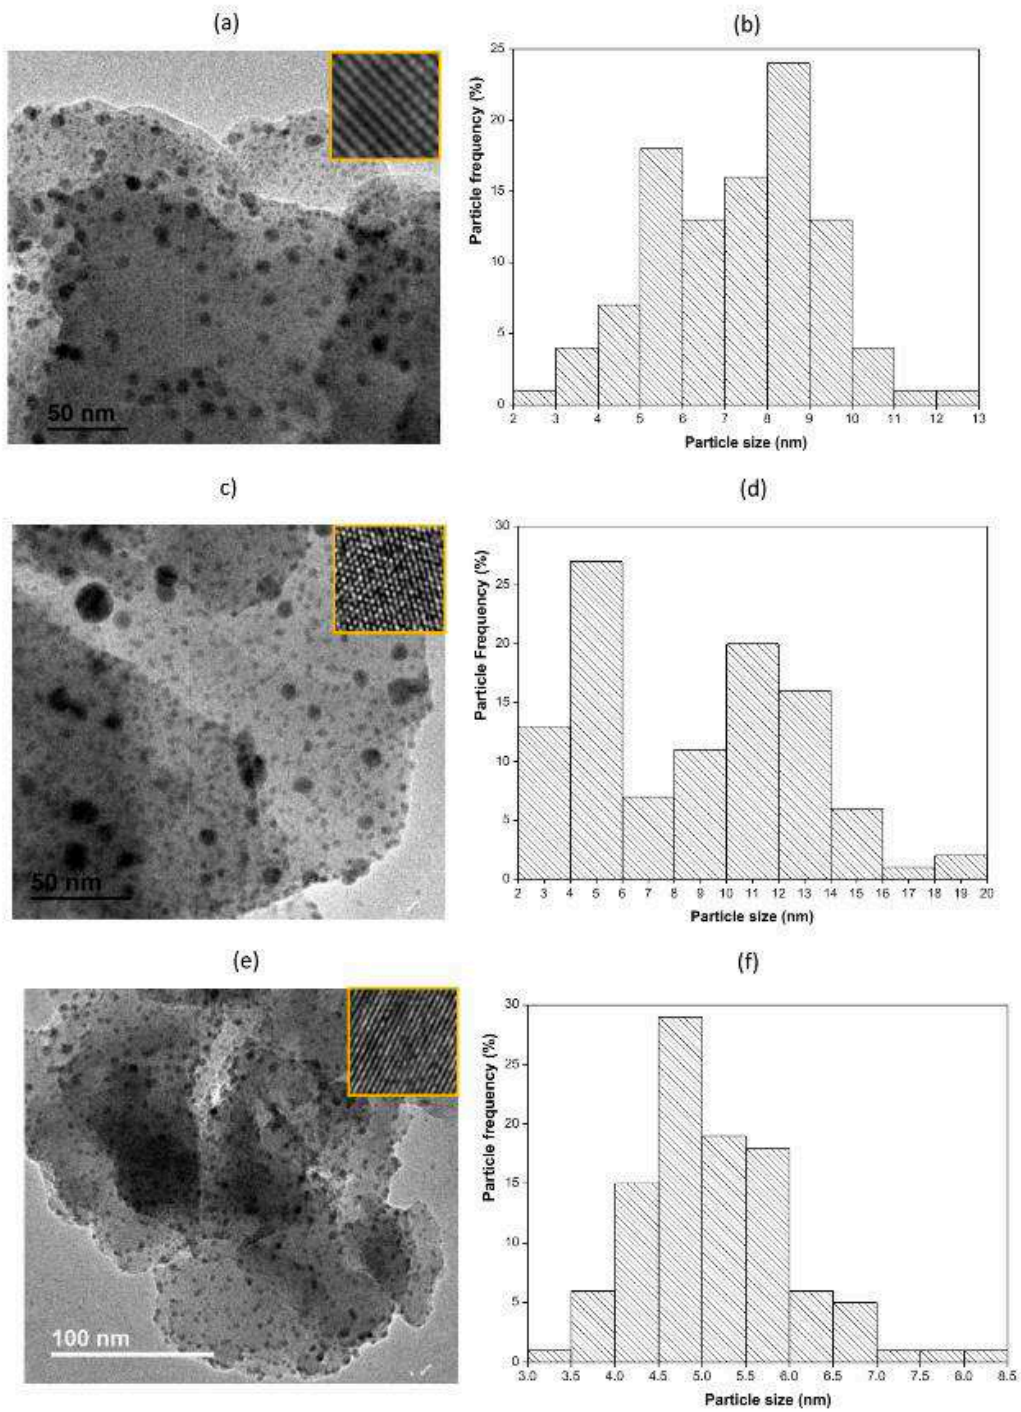 (a)
(b)
50 nm
Particle frequency (%)
25
20
15
10
5
0
2 3 4 5 6 7 8 9 10 11 12 13
Particle size (nm)
c)
(d)
50 nm
Particle Frequency (%)
30
25
20
15
10
5
0
2 3 4 5 6 7 8 9 10 11 12 13 14 15 16 17 18 19 20
Particle size (nm)
(e)
(f)
100 nm
Particle frequency (%)
30
25
20
15
10
5
0
3.0 3.5 4.0 4.5 5.0 5.5 6.0 6.5 7.0 7.5 8.0 8.5
Particle size (nm)